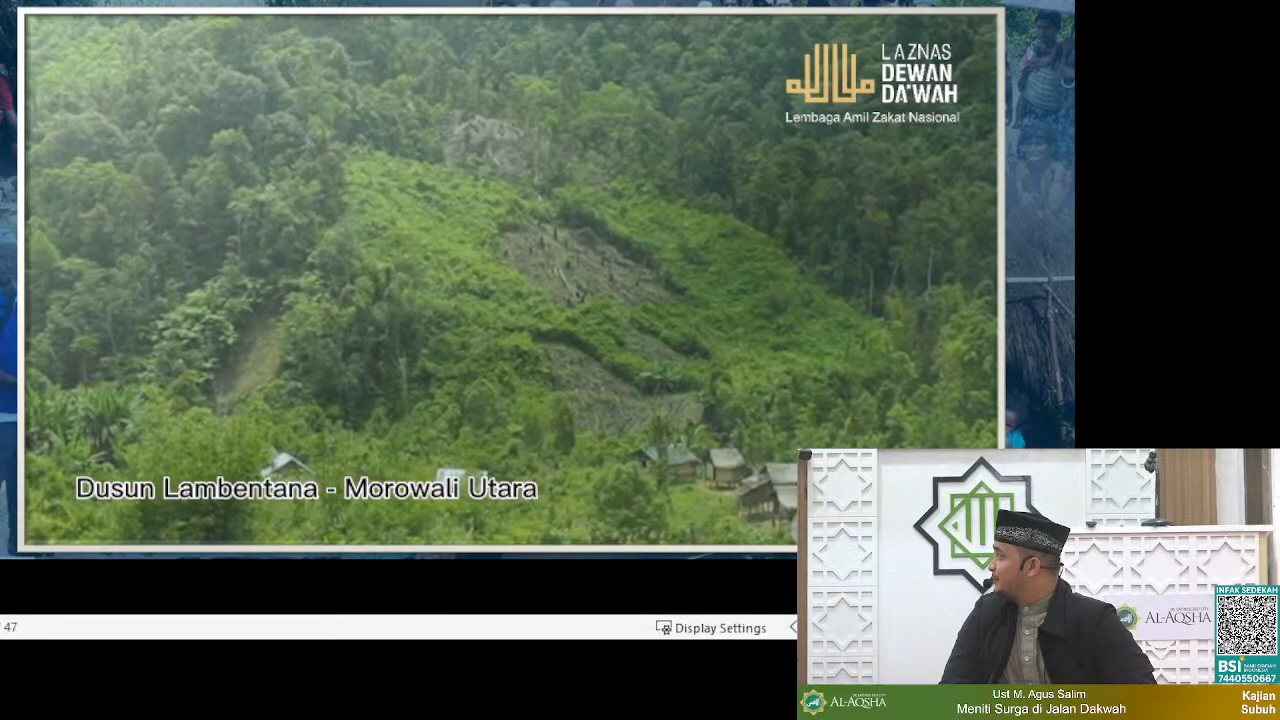 LAZNAS
DEWAN
DA'WAH
Lembaga Amil Zakat Nasional
Dusun Lambentana - Morowali Utara
47
Display Settings
AL-AQSHA
INFAK SEDEKAH
BSI
7440550667
AL-AQSHA
Ust M. Agus Salim
Meniti Surga di Jalan Dakwah
Kajian
Subuh